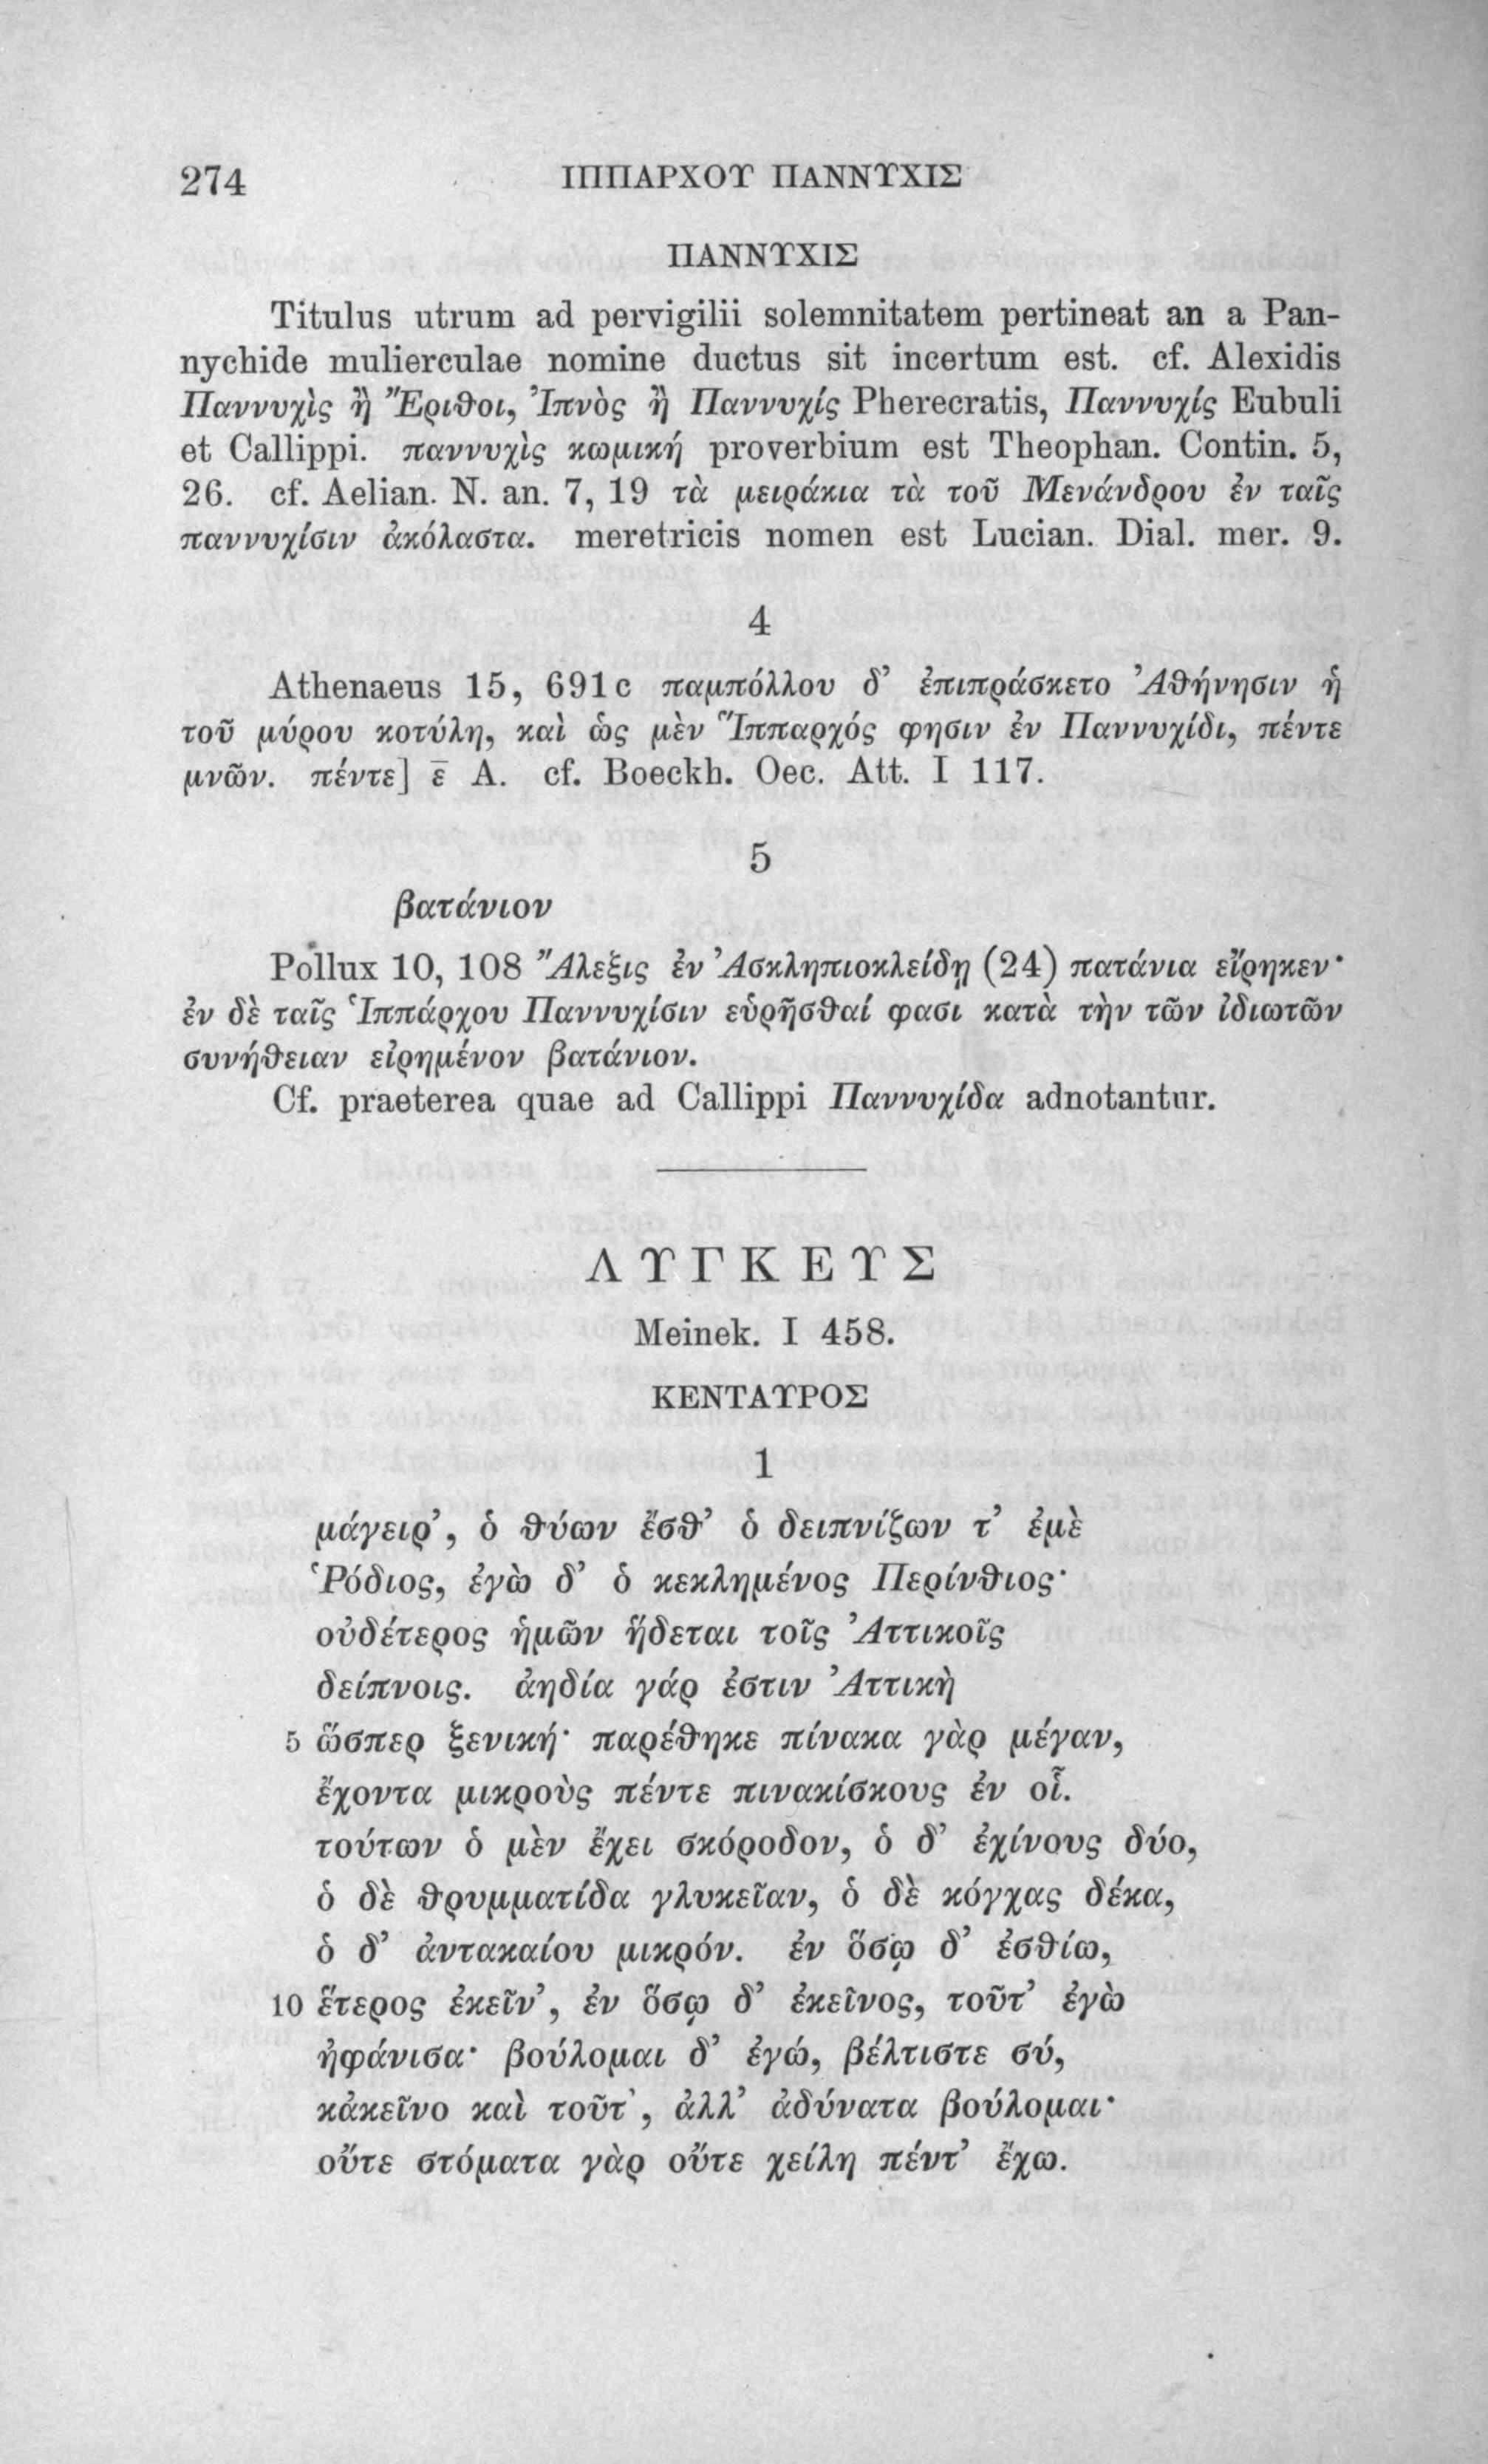 274 ΙΠΠΑΡΧΟΥ ΠΑΝΝΥΧΙΣ
ΠΑΝΝΥΧΙΣ
Titulus utrum ad pervigilii solemnitatem pertineat an a Pan-
nychide mulierculae nomine ductus sit incertum est. cf. Alexidis
Παννυχὶς ἢ Ἔριθοι, Ἰπνὸς ἢ Παννυχίς Pherecratis, Παννυχίς Eubuli
et Callippi. παννυχὶς κωμική proverbium est Theophan. Contin. 5,
26. cf. Aelian. N. an. 7, 19 τὰ μειράκια τὰ τοῦ Μενάνδρου ἐν ταῖς
παννυχίσιν ἀκόλαστα. meretricis nomen est Lucian. Dial. mer. 9.
4
Athenaeus 15, 691c παμπόλλου δ’ ἐπιπράσκετο Ἀθήνησιν ἡ
τοῦ μύρου κοτύλη, καὶ ὡς μὲν Ἵππαρχός φησιν ἐν Παννυχίδι, πέντε
μνῶν. πέντε] ε̄ A. cf. Boeckh. Oec. Att. I 117.
5
βατάνιον
Pollux 10, 108 Ἄλεξις ἐν Ἀσκληπιοκλείδῃ (24) πατάνια εἴρηκεν·
ἐν δὲ ταῖς Ἱππάρχου Παννυχίσιν εὑρῆσθαί φασι κατὰ τὴν τῶν ἰδιωτῶν
συνήθειαν εἰρημένον βατάνιον.
Cf. praeterea quae ad Callippi Παννυχίδα adnotantur.
ΛΥΓΚΕΥΣ
Meinek. I 458.
ΚΕΝΤΑΥΡΟΣ
1
μάγειρ’, ὁ θύων ἔσθ’ ὁ δειπνίζων τ’ ἐμὲ
Ῥόδιος, ἐγὼ δ’ ὁ κεκλημένος Περίνθιος·
οὐδέτερος ἡμῶν ἥδεται τοῖς Ἀττικοῖς
δείπνοις. ἀηδία γάρ ἐστιν Ἀττικὴ
5 ὥσπερ ξενική· παρέθηκε πίνακα γὰρ μέγαν,
ἔχοντα μικροὺς πέντε πινακίσκους ἐν οἷ.
τούτων ὁ μὲν ἔχει σκόροδον, ὁ δ’ ἐχίνους δύο,
ὁ δὲ θρυμματίδα γλυκεῖαν, ὁ δὲ κόγχας δέκα,
ὁ δ’ ἀντακαίου μικρόν. ἐν ὅσῳ δ’ ἐσθίω,
10 ἕτερος ἐκεῖν’, ἐν ὅσῳ δ’ ἐκεῖνος, τοῦτ’ ἐγὼ
ἠφάνισα· βούλομαι δ’ ἐγώ, βέλτιστε σύ,
κἀκεῖνο καὶ τοῦτ’, ἀλλ’ ἀδύνατα βούλομαι·
οὔτε στόματα γὰρ οὔτε χείλη πέντ’ ἔχω.